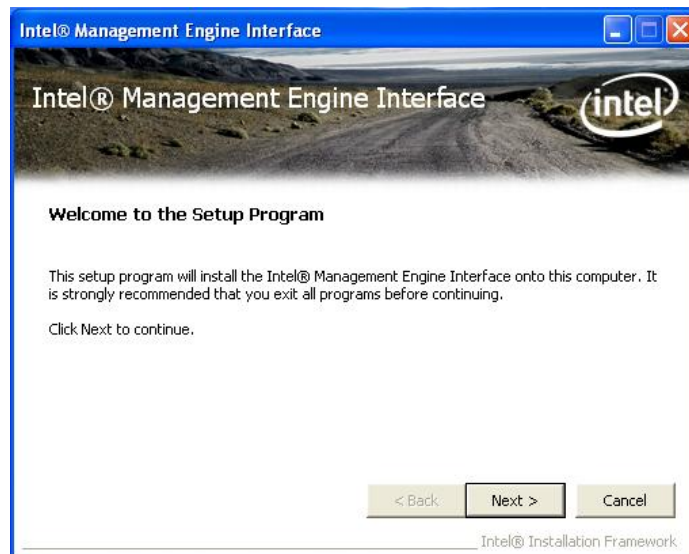 Intel® Management Engine Interface
Intel® Management Engine Interface
intel
Welcome to the Setup Program
This setup program will install the Intel® Management Engine Interface onto this computer. It
is strongly recommended that you exit all programs before continuing.
Click Next to continue.
< Back
Next >
Cancel
Intel® Installation Framework